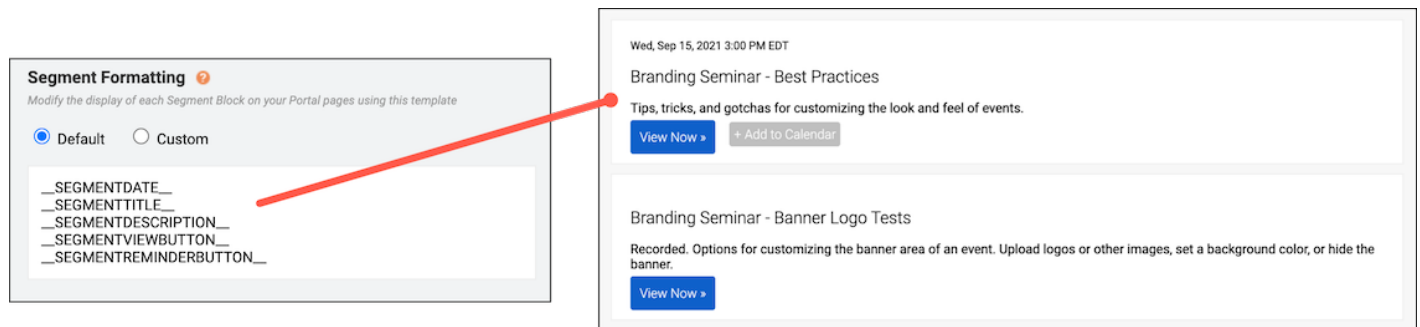 Segment Formatting ?
Modify the display of each Segment Block on your Portal pages using this template
Default Custom
__SEGMENTDATE__
__SEGMENTTITLE__
__SEGMENTDESCRIPTION__
__SEGMENTVIEWBUTTON__
__SEGMENTREMINDERBUTTON__
Wed, Sep 15, 2021 3:00 PM EDT
Branding Seminar - Best Practices
Tips, tricks, and gotchas for customizing the look and feel of events.
View Now » + Add to Calendar
Branding Seminar - Banner Logo Tests
Recorded. Options for customizing the banner area of an event. Upload logos or other images, set a background color, or hide the
banner.
View Now »